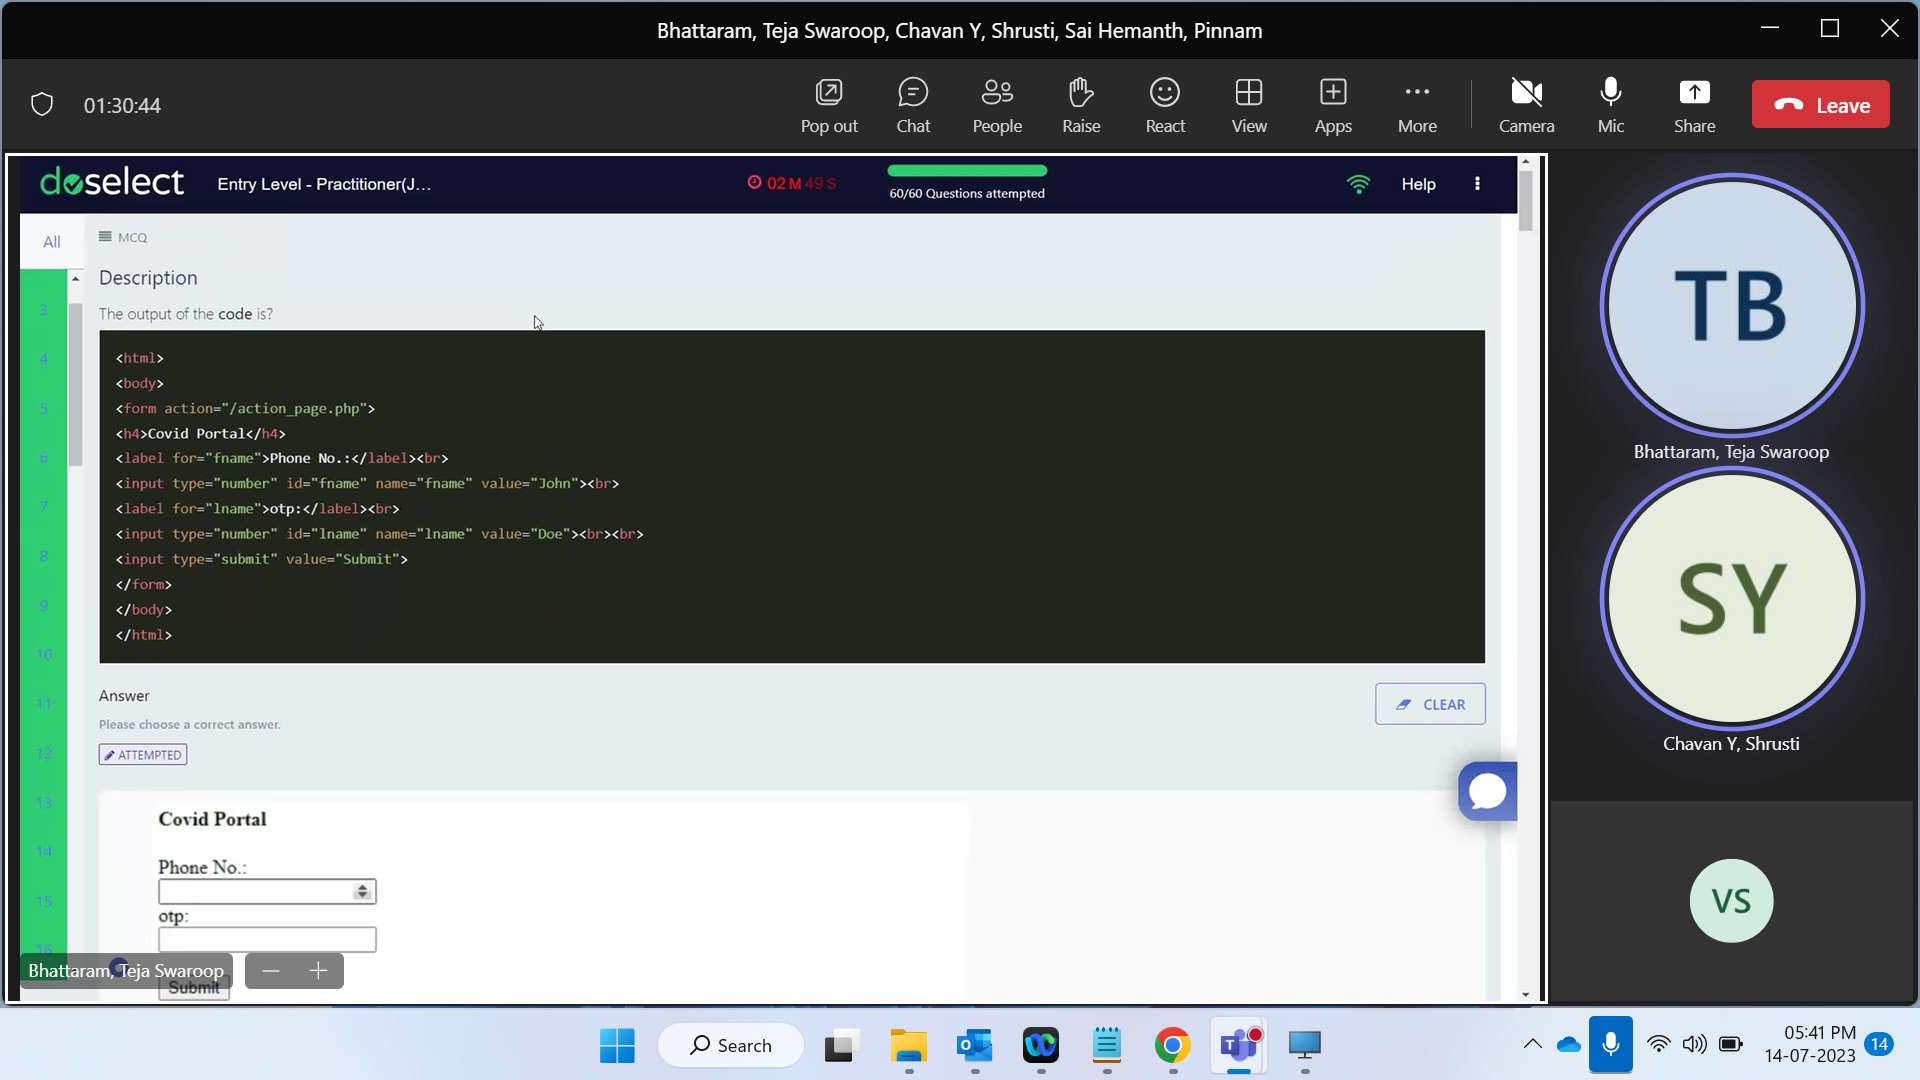 Bhattaram, Teja Swaroop, Chavan Y, Shrusti, Sai Hemanth, Pinnam
01:30:44
Pop out
Chat
People
Raise
React
View
Apps
More
Camera
Mic
Share
Leave
doselect
Entry Level - Practitioner(J...
02 M 49 S
60/60 Questions attempted
Help
All
MCQ
Description
The output of the code is?
<html>
<body>
<form action="/action_page.php">
<h4>Covid Portal</h4>
<label for="fname">Phone No.:</label><br>
<input type="number" id="fname" name="fname" value="John"><br>
<label for="lname">otp:</label><br>
<input type="number" id="lname" name="lname" value="Doe"><br><br>
<input type="submit" value="Submit">
</form>
</body>
</html>
3
4
5
6
7
8
9
10
11
12
13
14
15
16
Answer
CLEAR
Please choose a correct answer.
ATTEMPTED
Covid Portal
Phone No.:
otp:
Submit
Bhattaram, Teja Swaroop
TB
Bhattaram, Teja Swaroop
SY
Chavan Y, Shrusti
VS
Search
05:41 PM
14-07-2023
14